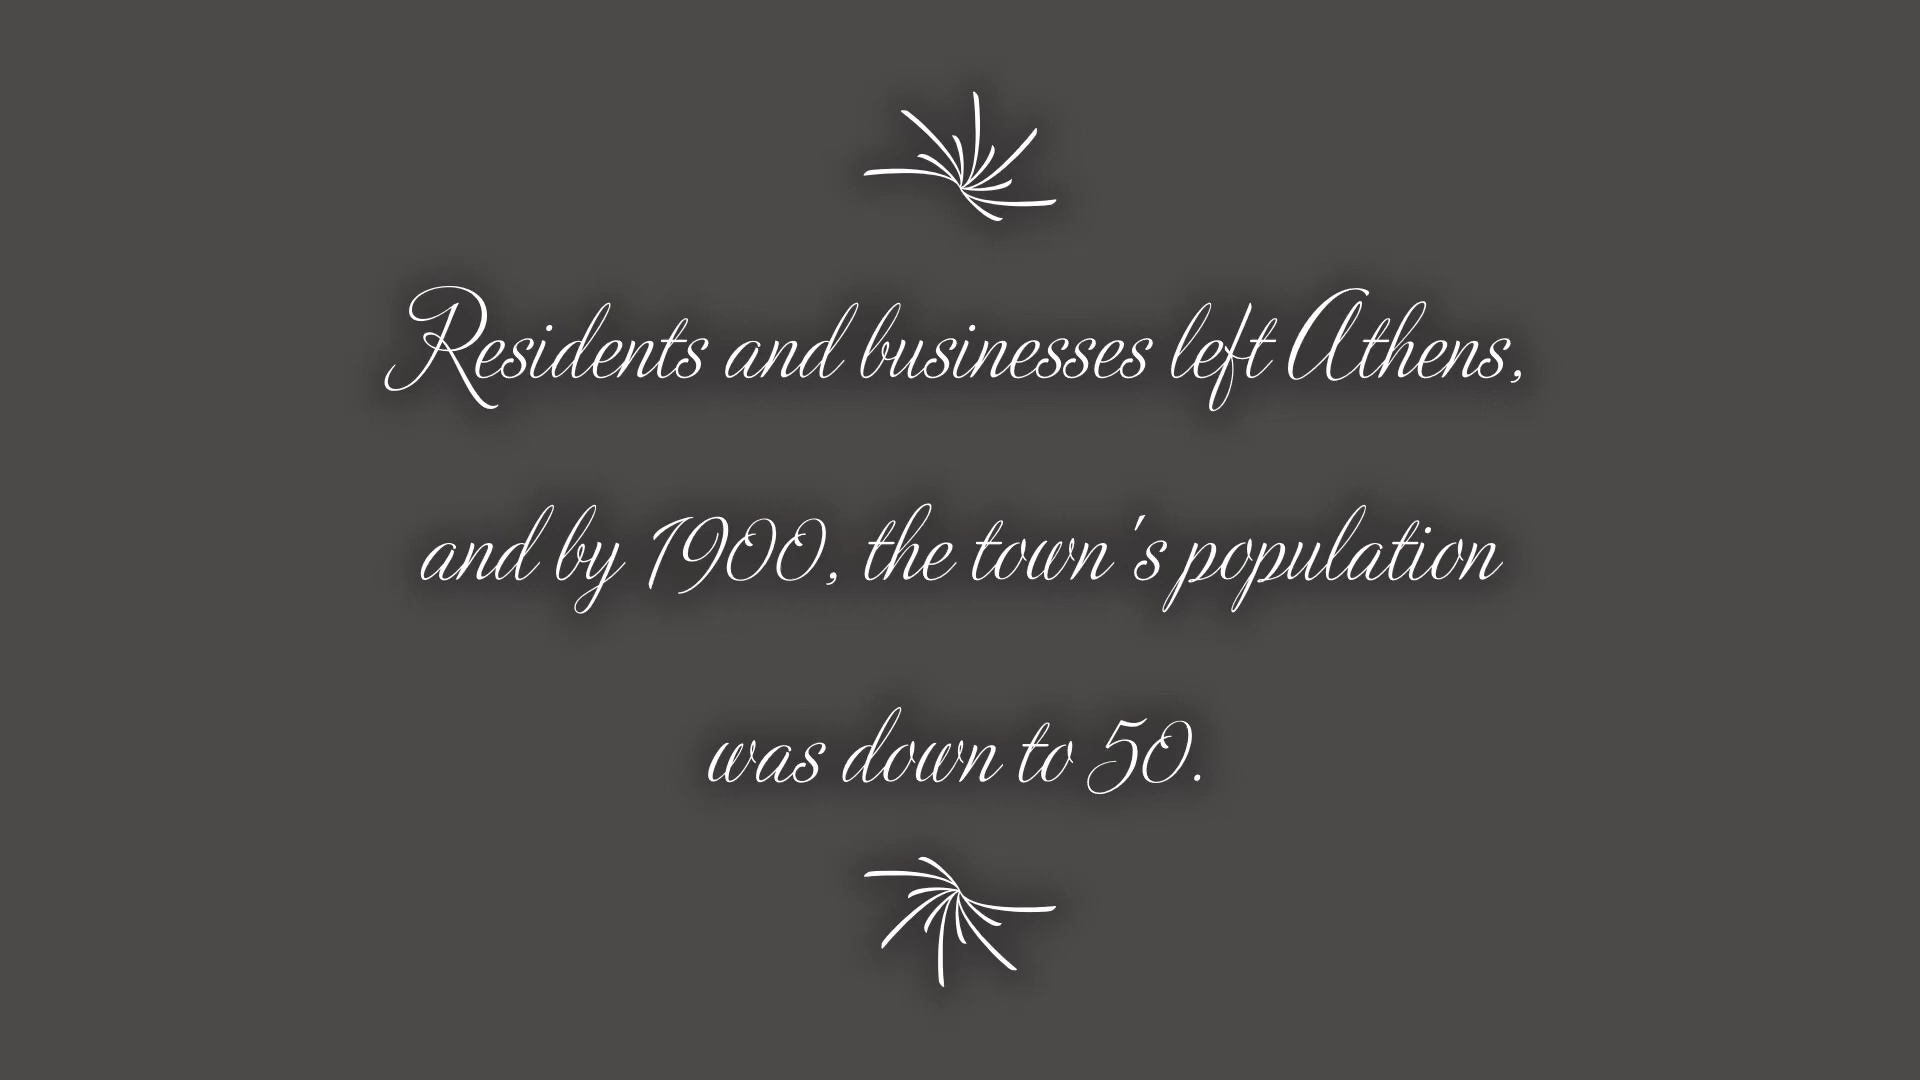 Residents and businesses left Athens,
and by 1900, the town's population
was down to 50.